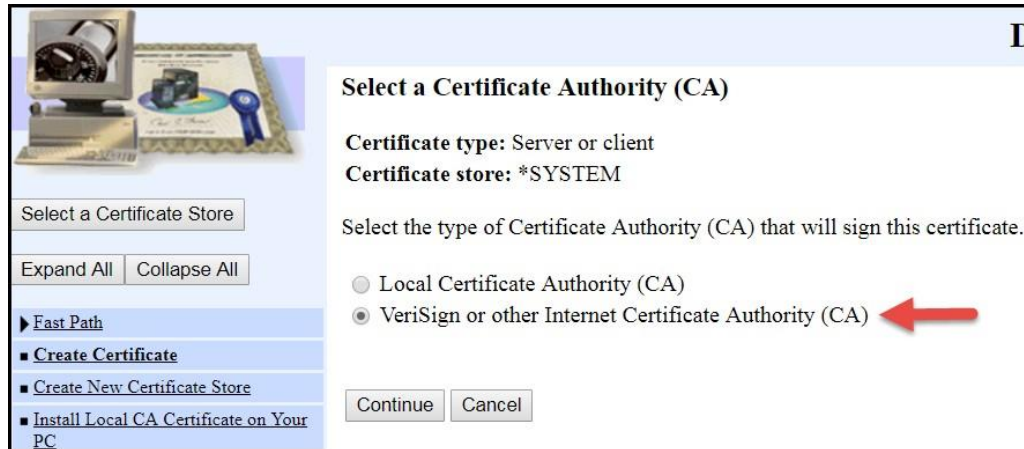 D
Select a Certificate Authority (CA)
Certificate type: Server or client
Certificate store: *SYSTEM
Select the type of Certificate Authority (CA) that will sign this certificate.
Local Certificate Authority (CA)
VeriSign or other Internet Certificate Authority (CA)
Continue Cancel
Select a Certificate Store
Expand All Collapse All
Fast Path
Create Certificate
Create New Certificate Store
Install Local CA Certificate on Your
PC